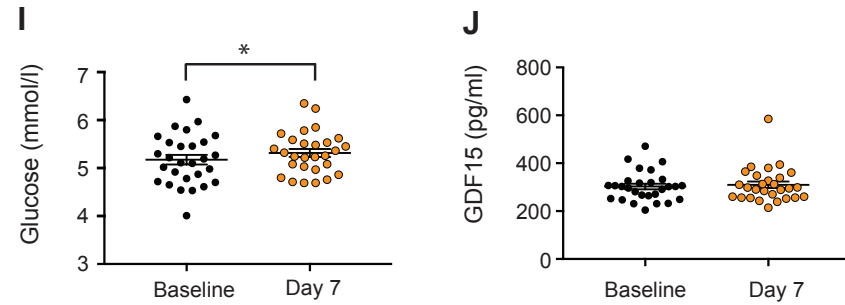 I
Glucose (mmol/l)
7
6
5
4
3
*
Baseline
Day 7
J
GDF15 (pg/ml)
800
600
400
200
0
Baseline
Day 7